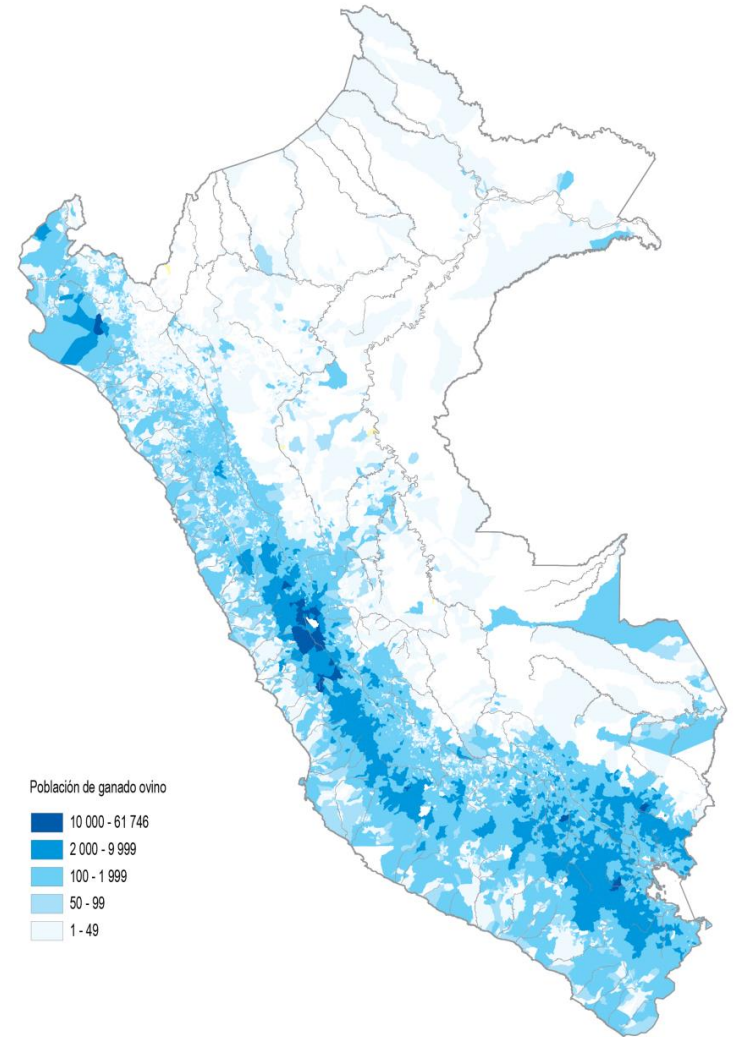 Población de ganado ovino
10 000 - 61 746
2 000 - 9 999
100 - 1 999
50 - 99
1 - 49